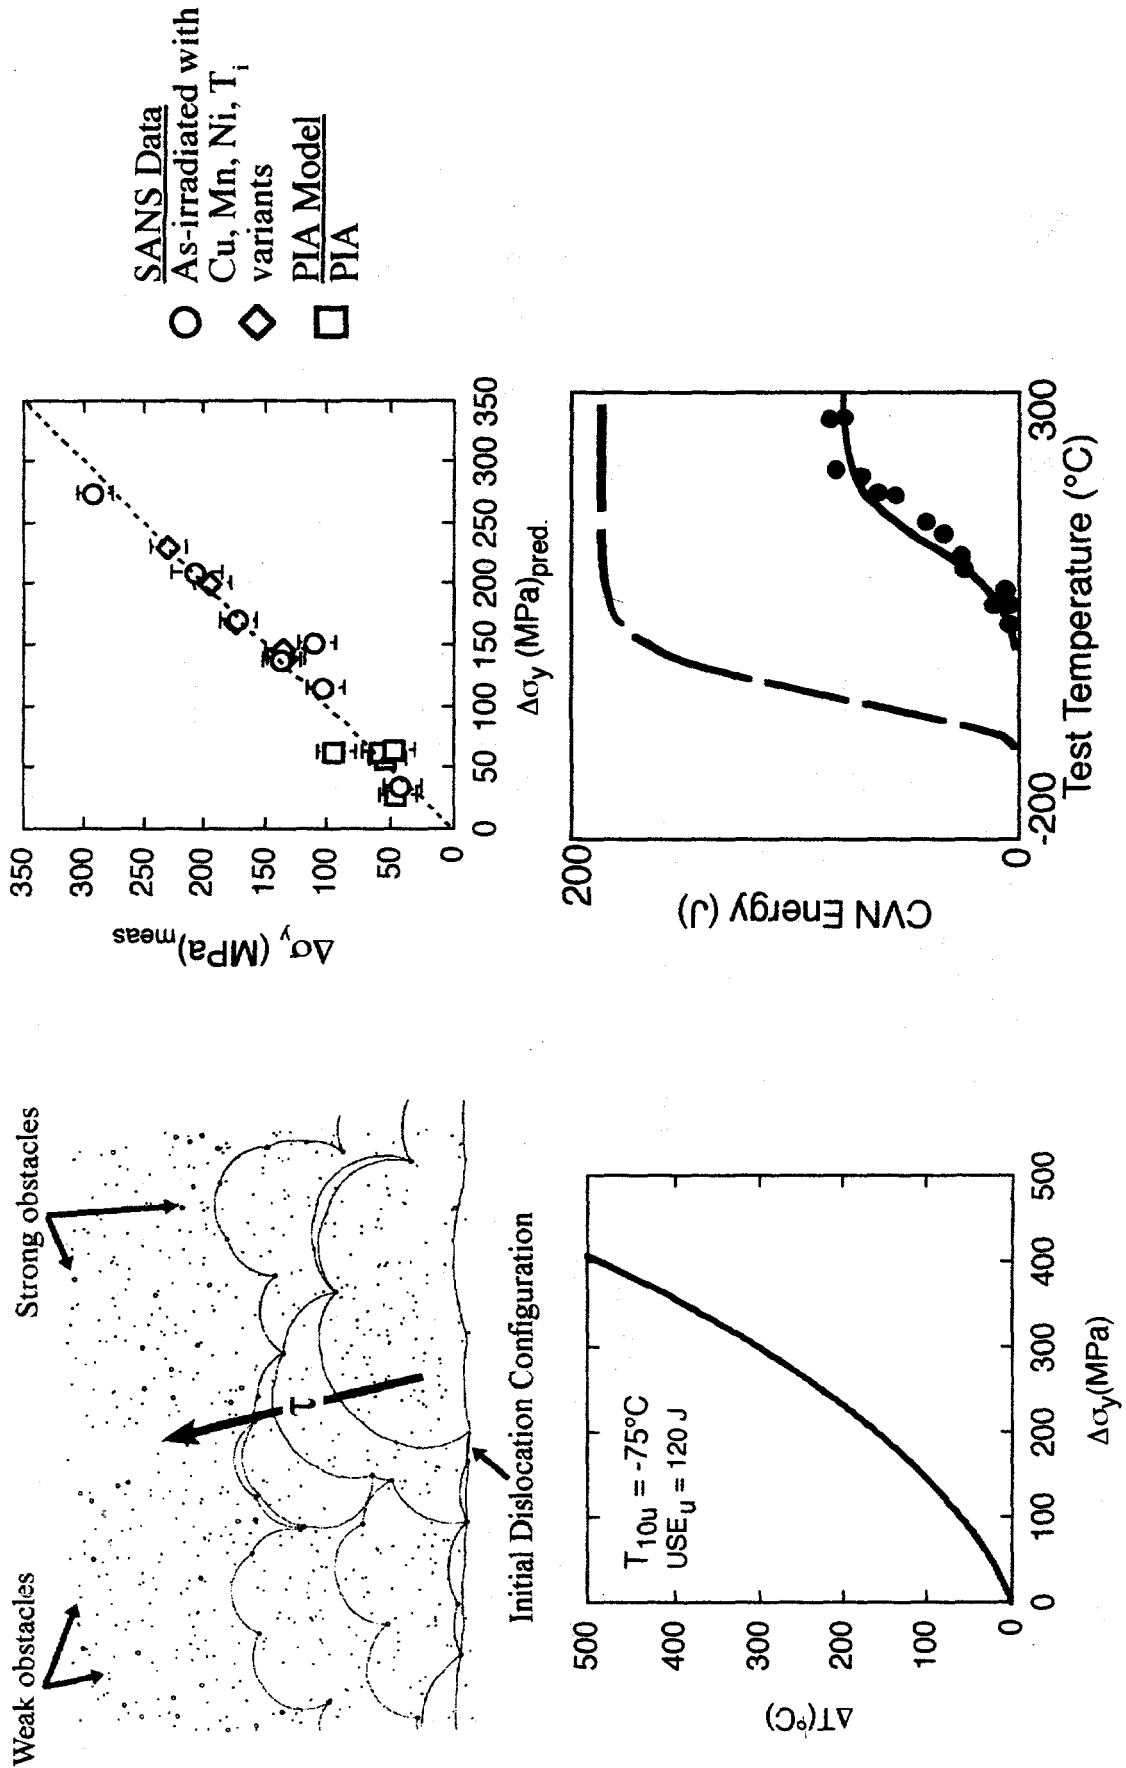 Weak obstacles
Strong obstacles
τ
Initial Dislocation Configuration
Δσy (MPa)meas
350
300
250
200
150
100
50
0
0 50 100 150 200 250 300 350
Δσy (MPa)pred.
SANS Data
As-irradiated with
Cu, Mn, Ni, Ti
variants
PIA Model
PIA
ΔT(°C)
500
400
300
200
100
0
T10u = -75°C
USEu = 120 J
0 100 200 300 400 500
Δσy(MPa)
CVN Energy (J)
200
0
-200 300
Test Temperature (°C)